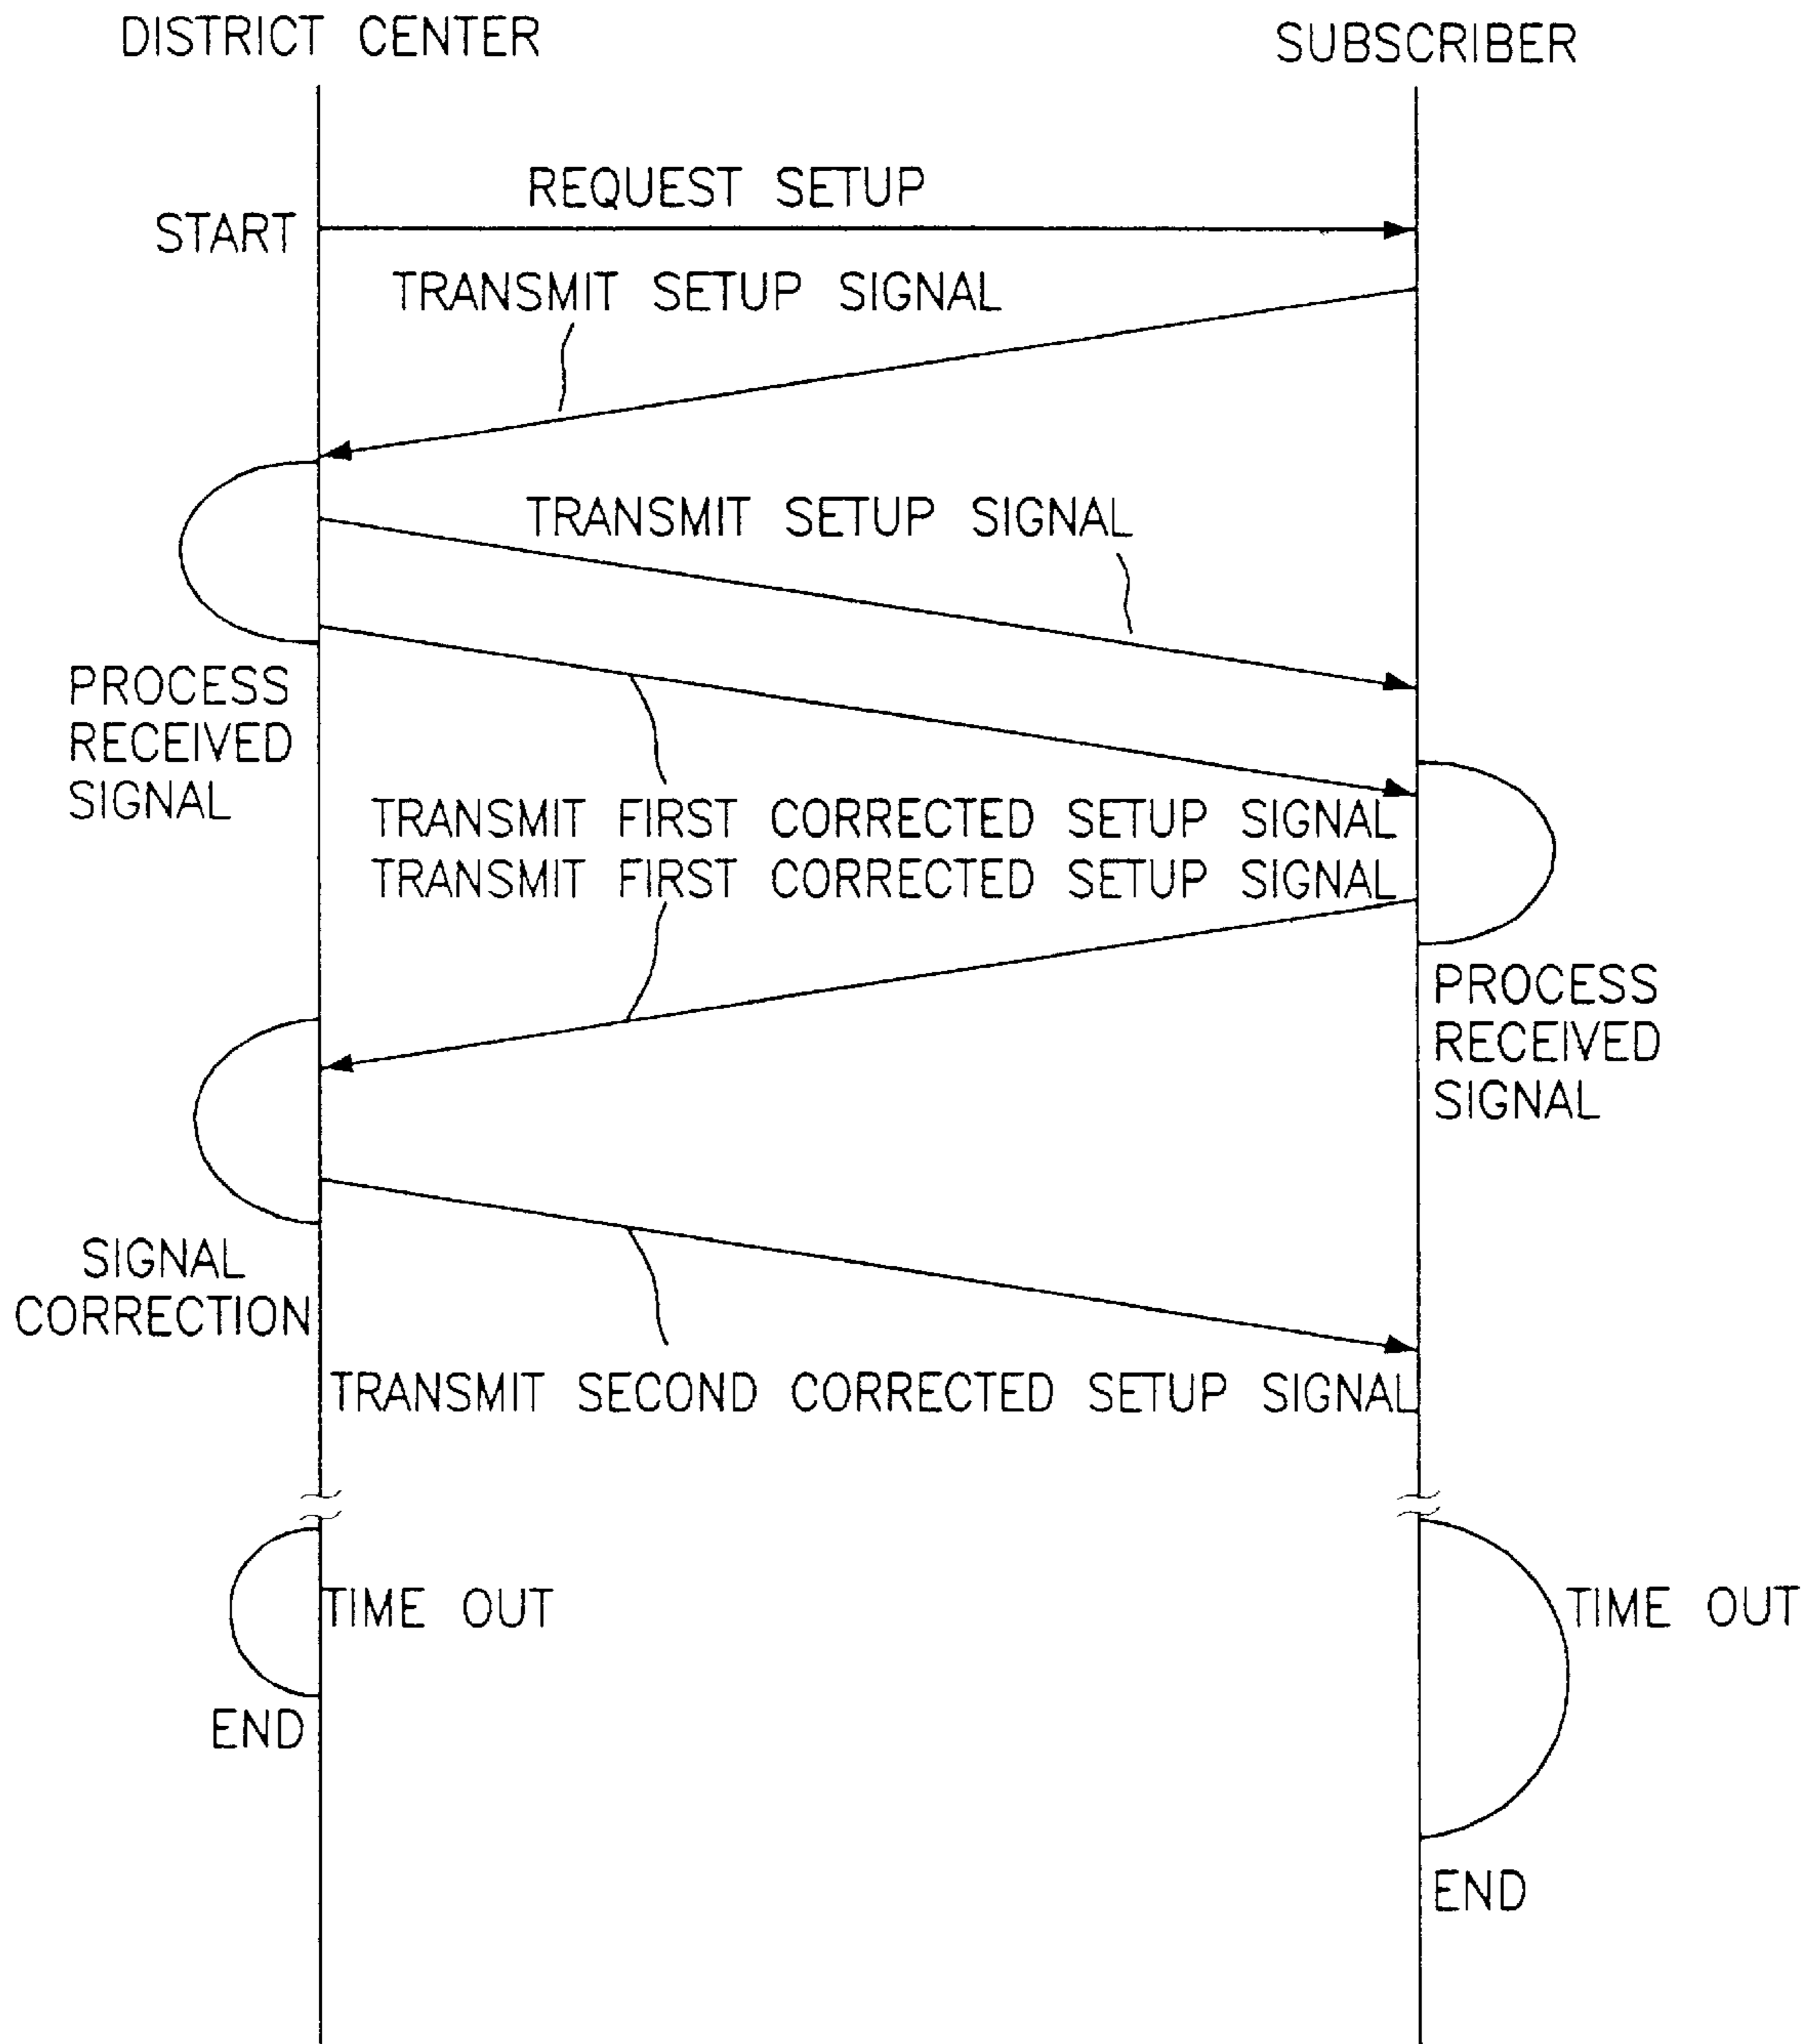 DISTRICT CENTER
SUBSCRIBER
REQUEST SETUP
START
TRANSMIT SETUP SIGNAL
TRANSMIT SETUP SIGNAL
PROCESS
RECEIVED
SIGNAL
TRANSMIT FIRST CORRECTED SETUP SIGNAL
TRANSMIT FIRST CORRECTED SETUP SIGNAL
PROCESS
RECEIVED
SIGNAL
SIGNAL
CORRECTION
TRANSMIT SECOND CORRECTED SETUP SIGNAL
TIME OUT
TIME OUT
END
END